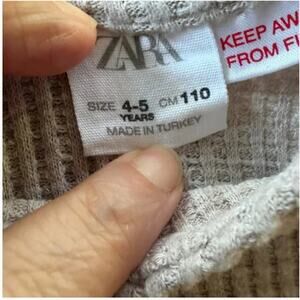 ZARA
SIZE 4-5 CM 110
YEARS
MADE IN TURKEY
KEEP AW
FROM FI